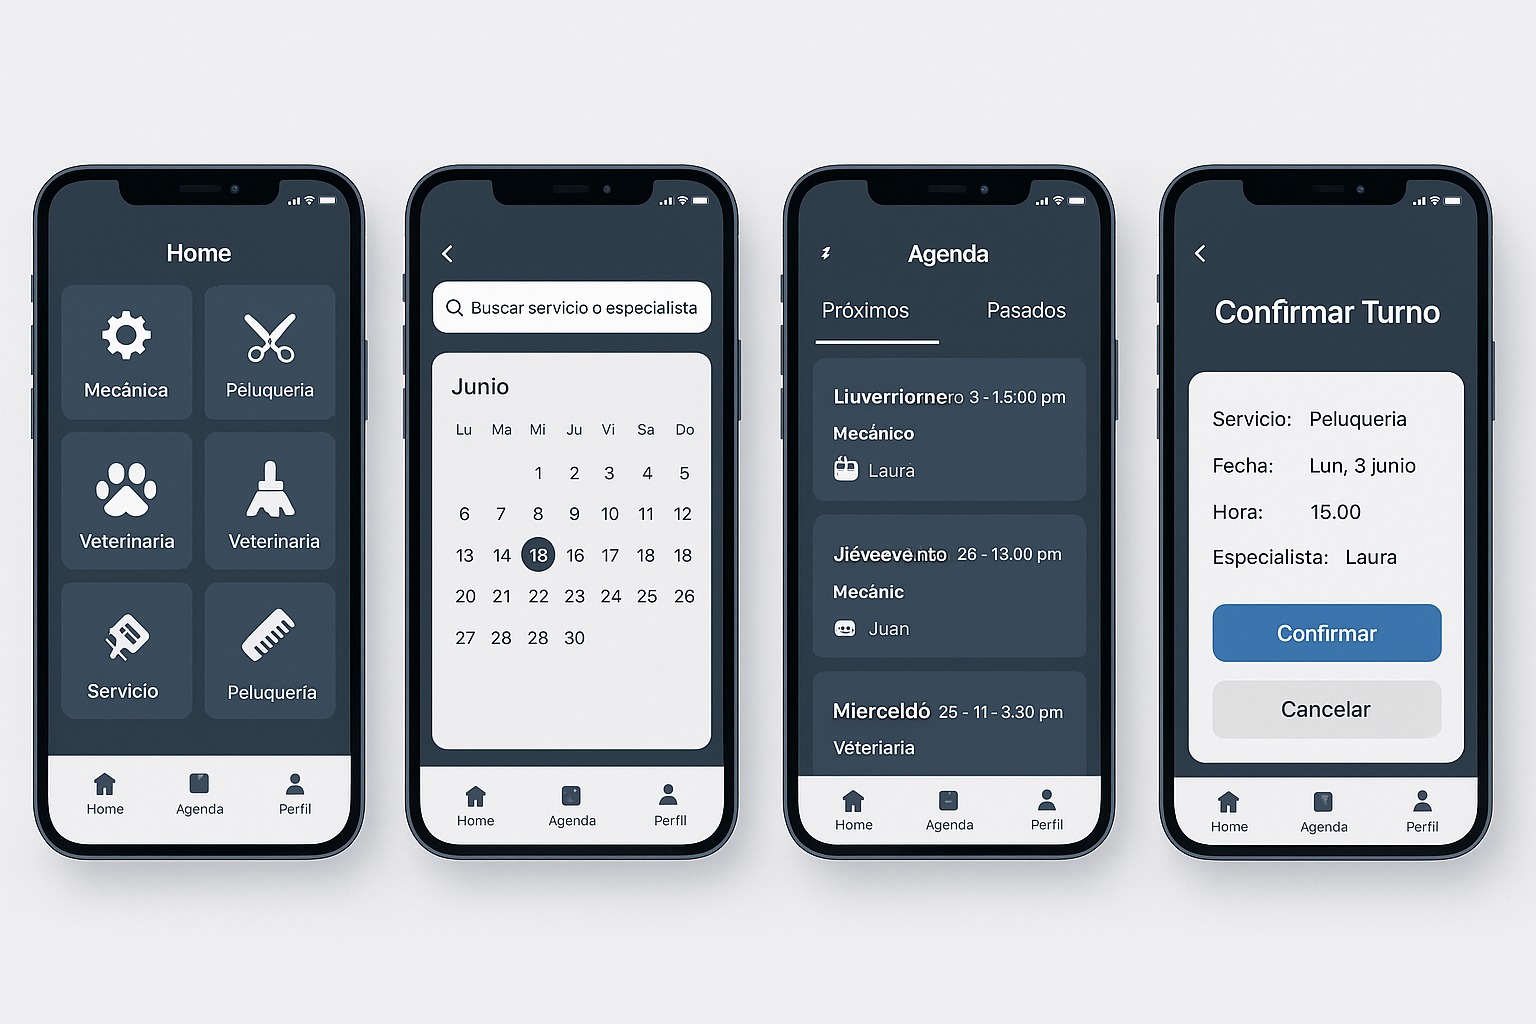 Home
Mecánica
Peluqueria
Veterinaria
Veterinaria
Servicio
Peluquería
Home Agenda Perfil
Buscar servicio o especialista
Junio
Lu Ma Mi Ju Vi Sa Do
1 2 3 4 5
6 7 8 9 10 11 12
13 14 18 16 17 18 18
20 21 22 23 24 25 26
27 28 28 30
Home Agenda Perfil
Agenda
Próximos Pasados
3 - 1.5:00 pm
Mecánico
Laura
26 - 13.00 pm
Mecánic
Juan
Mierceldó 25 - 11 - 3.30 pm
Véteriaria
Home Agenda Perfil
Confirmar Turno
Servicio: Peluqueria
Fecha: Lun, 3 junio
Hora: 15.00
Especialista: Laura
Confirmar
Cancelar
Home Agenda Perfil